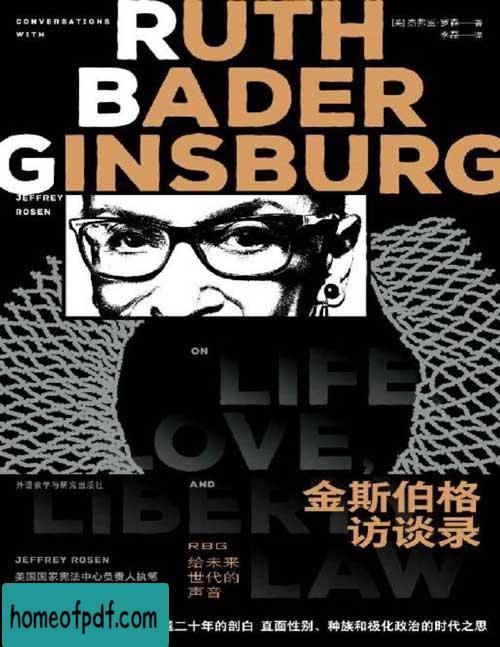 CONVERSATIONS
WITH
[美]杰弗里·罗森——著
李磊——译
RUTH
BADER
GINSBURG
JEFFREY
ROSEN
ON
LIFE,
LOVE,
外语教学与研究出版社
AND
LIBERTY
LAW
金斯伯格
访谈录
RBG
给未来
世代的
声音
JEFFREY ROSEN
美国国家宪法中心负责人执笔
二十年的剖白 直面性别、种族和极化政治的时代之思
homeofpdf.com